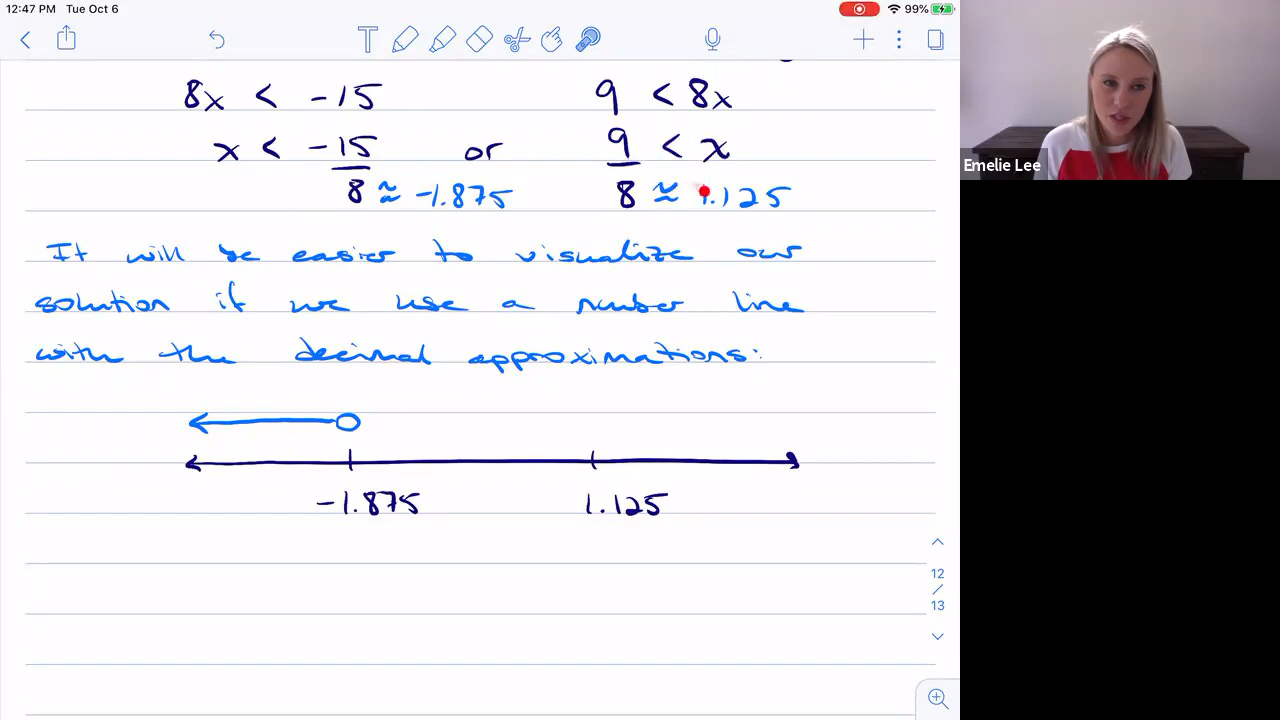 12:47 PM Tue Oct 6
99%
8x < -15
9 < 8x
x < -15/8 ≈ -1.875
or
9/8 < x
≈ 1.125
It will be easier to visualize our
solution if we use a number line
with the decimal approximations:
-1.875
1.125
12
/
13
Emelie Lee